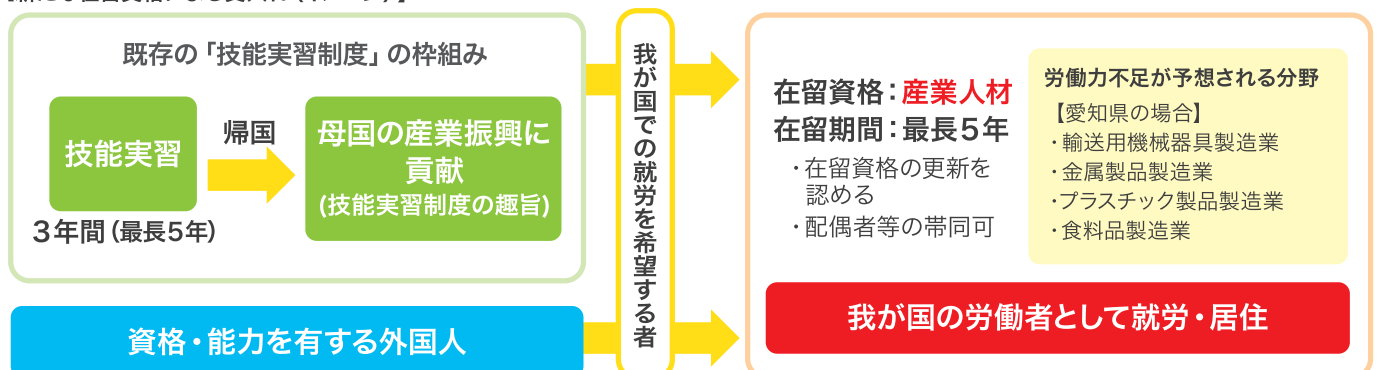 既存の「技能実習制度」の枠組み
技能実習
帰国
母国の産業振興に
貢献
(技能実習制度の趣旨)
3年間(最長5年)
資格・能力を有する外国人
我が国での就労を希望する者
在留資格:産業人材
在留期間:最長5年
・在留資格の更新を
認める
・配偶者等の帯同可
労働力不足が予想される分野
【愛知県の場合】
・輸送用機械器具製造業
・金属製品製造業
・プラスチック製品製造業
・食料品製造業
我が国の労働者として就労・居住